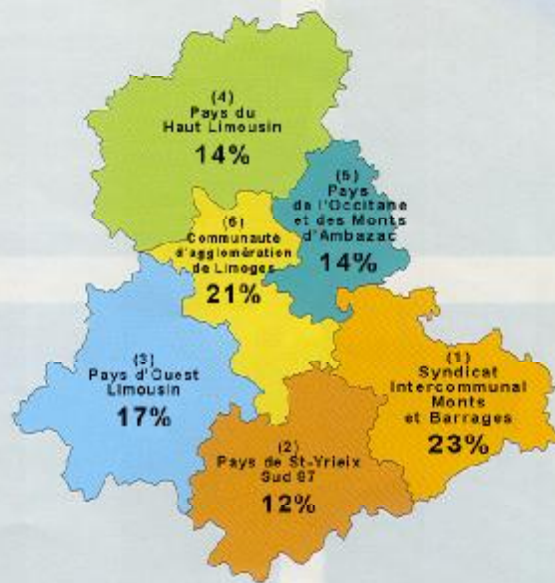 (4)
Pays du
Haut Limousin
14%
(5)
Pays
de l'Occitane
et des Monts
d'Ambazac
14%
(6)
Communauté
d'agglomération
de Limoges
21%
(3)
Pays d'Ouest
Limousin
17%
(1)
Syndicat
Intercommunal
Monts
et Barrages
23%
(2)
Pays de St-Yrieix
Sud 87
12%